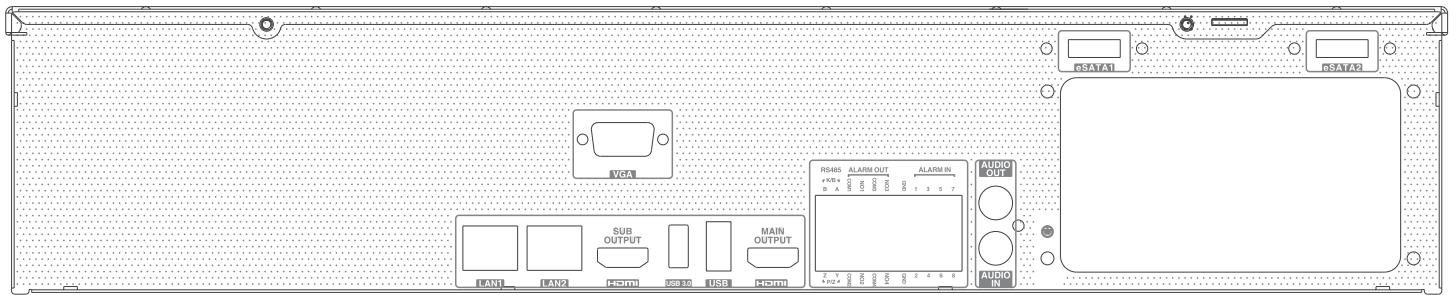 eSATA1
eSATA2
VGA
RS485 ALARM OUT ALARM IN
K/B
B A COM1 NO1 COM3 NO3 GND 1 3 5 7
AUDIO
OUT
SUB
OUTPUT
MAIN
OUTPUT
Z Y COM2 NO2 COM4 NO4 GND 2 4 6 8
P/Z
AUDIO
IN
LAN1
LAN2
HDMI
USB 3.0
USB
HDMI